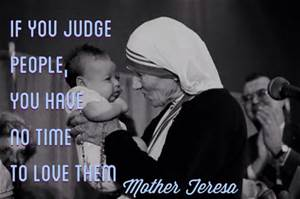 IF YOU JUDGE
PEOPLE,
YOU HAVE
NO TIME
TO LOVE THEM
Mother Teresa